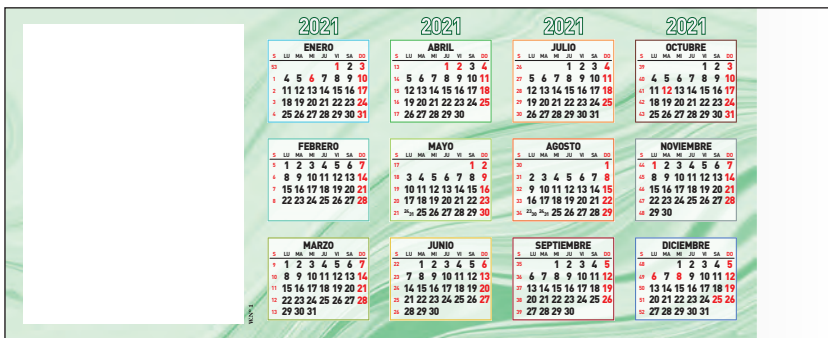 2021
2021
2021
2021
ENERO
S LU MA MI JU VI SA DO
53 1 2 3
1 4 5 6 7 8 9 10
2 11 12 13 14 15 16 17
3 18 19 20 21 22 23 24
4 25 26 27 28 29 30 31
ABRIL
S LU MA MI JU VI SA DO
13 1 2 3 4
14 5 6 7 8 9 10 11
15 12 13 14 15 16 17 18
16 19 20 21 22 23 24 25
17 26 27 28 29 30
JULIO
S LU MA MI JU VI SA DO
26 1 2 3 4
27 5 6 7 8 9 10 11
28 12 13 14 15 16 17 18
29 19 20 21 22 23 24 25
30 26 27 28 29 30 31
OCTUBRE
S LU MA MI JU VI SA DO
39 1 2 3
40 4 5 6 7 8 9 10
41 11 12 13 14 15 16 17
42 18 19 20 21 22 23 24
43 25 26 27 28 29 30 31
FEBRERO
S LU MA MI JU VI SA DO
5 1 2 3 4 5 6 7
6 8 9 10 11 12 13 14
7 15 16 17 18 19 20 21
8 22 23 24 25 26 27 28
MAYO
S LU MA MI JU VI SA DO
17 1 2
18 3 4 5 6 7 8 9
19 10 11 12 13 14 15 16
20 17 18 19 20 21 22 23
21 24/31 25 26 27 28 29 30
AGOSTO
S LU MA MI JU VI SA DO
30 1
31 2 3 4 5 6 7 8
32 9 10 11 12 13 14 15
33 16 17 18 19 20 21 22
34 23/30 24/31 25 26 27 28 29
NOVIEMBRE
S LU MA MI JU VI SA DO
44 1 2 3 4 5 6 7
45 8 9 10 11 12 13 14
46 15 16 17 18 19 20 21
47 22 23 24 25 26 27 28
48 29 30
MARZO
S LU MA MI JU VI SA DO
9 1 2 3 4 5 6 7
10 8 9 10 11 12 13 14
11 15 16 17 18 19 20 21
12 22 23 24 25 26 27 28
13 29 30 31
JUNIO
S LU MA MI JU VI SA DO
22 1 2 3 4 5 6
23 7 8 9 10 11 12 13
24 14 15 16 17 18 19 20
25 21 22 23 24 25 26 27
26 28 29 30
SEPTIEMBRE
S LU MA MI JU VI SA DO
35 1 2 3 4 5
36 6 7 8 9 10 11 12
37 13 14 15 16 17 18 19
38 20 21 22 23 24 25 26
39 27 28 29 30
DICIEMBRE
S LU MA MI JU VI SA DO
48 1 2 3 4 5
49 6 7 8 9 10 11 12
50 13 14 15 16 17 18 19
51 20 21 22 23 24 25 26
52 27 28 29 30 31